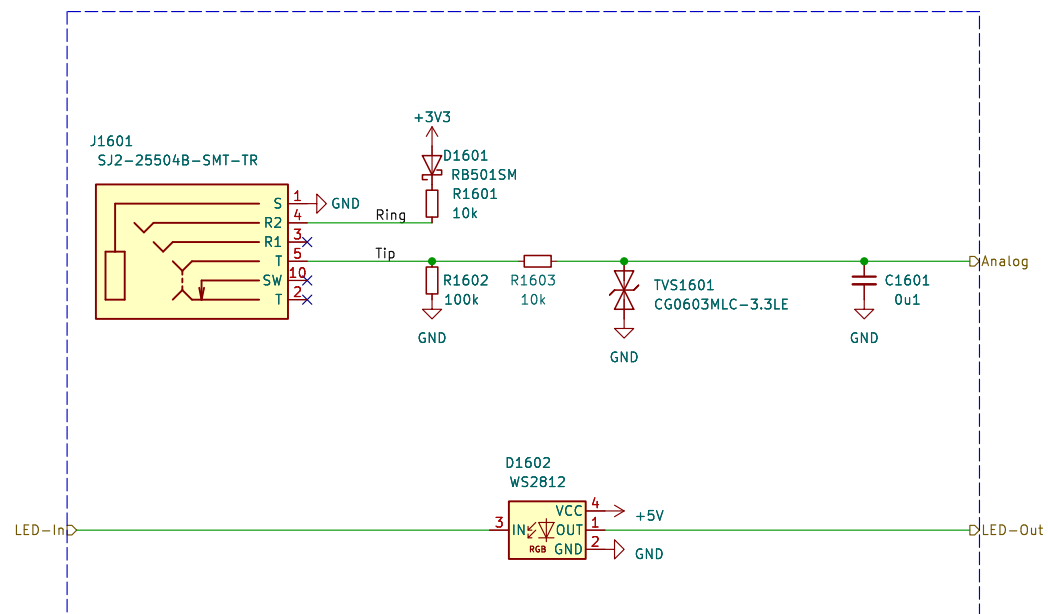 +3V3
J1601
SJ2-25504B-SMT-TR
D1601
RB501SM
R1601
10k
S
1
GND
R2
4
Ring
R1
3
T
5
Tip
SW
10
T
2
R1602
100k
GND
R1603
10k
TVS1601
CG0603MLC-3.3LE
GND
C1601
0u1
GND
Analog
D1602
WS2812
LED-In
3
IN
RGB
VCC
4
+5V
OUT
1
GND
2
GND
LED-Out